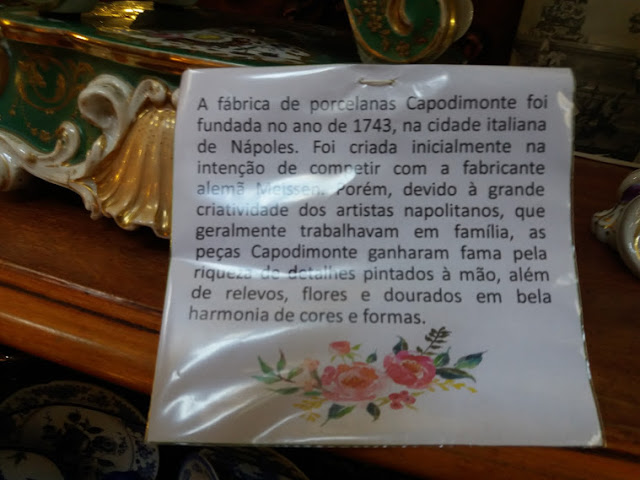 A fábrica de porcelanas Capodimonte foi
fundada no ano de 1743, na cidade italiana
de Nápoles. Foi criada inicialmente na
intenção de competir com a fabricante
alemã Meissen. Porém, devido à grande
criatividade dos artistas napolitanos, que
geralmente trabalhavam em família, as
peças Capodimonte ganharam fama pela
riqueza de detalhes pintados à mão, além
de relevos, flores e dourados em bela
harmonia de cores e formas.